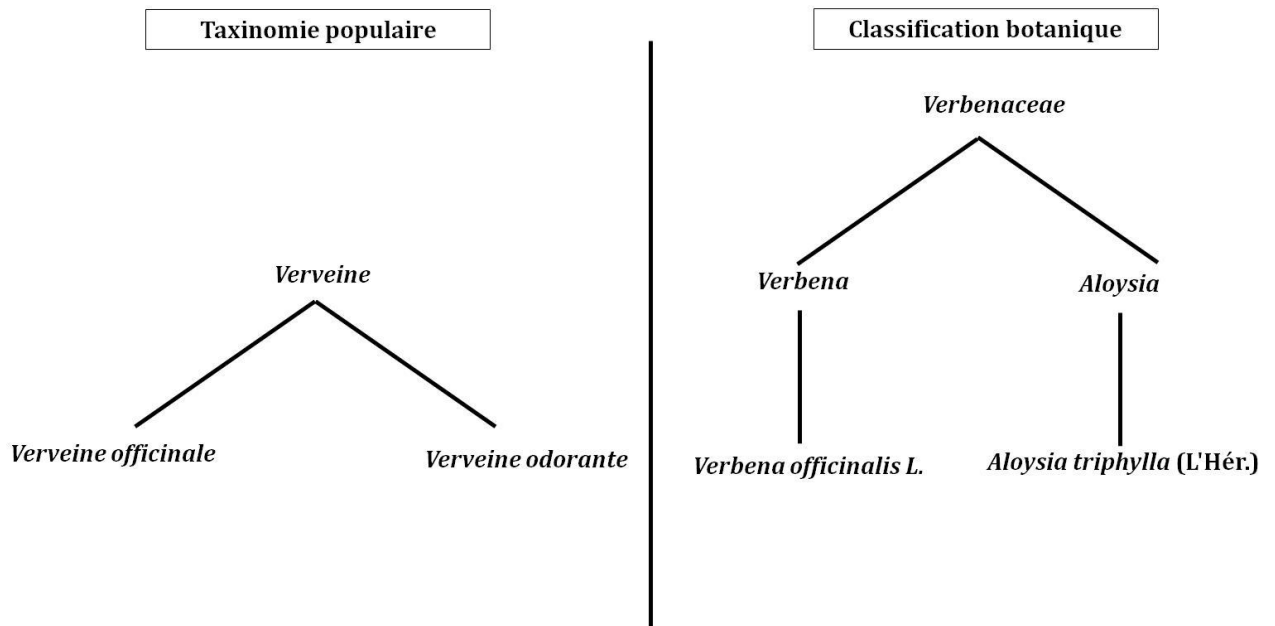 Taxinomie populaire
Verveine
Verveine officinale
Verveine odorante
Classification botanique
Verbenaceae
Verbena
Aloysia
Verbena officinalis L.
Aloysia triphylla (L'Hér.)